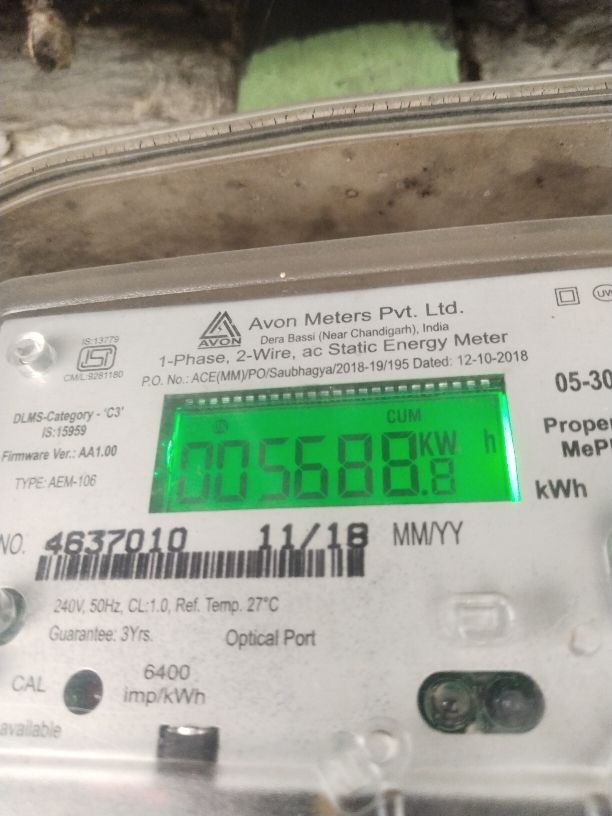 AVON
Avon Meters Pvt. Ltd.
Dera Bassi (Near Chandigarh), India
1-Phase, 2-Wire, ac Static Energy Meter
P.O. No.: ACE(MM)/PO/Saubhagya/2018-19/195 Dated: 12-10-2018
IS:13779
ISI
CM/L:9281180
DLMS-Category - 'C3'
IS:15959
Firmware Ver.: AA1.00
TYPE: AEM-106
CUM
005688.8 KW h
05-30
kWh
NO. 4637010 11/18 MM/YY
240V, 50Hz, CL:1.0, Ref. Temp. 27°C
Guarantee: 3Yrs. Optical Port
CAL
6400
imp/kWh
available